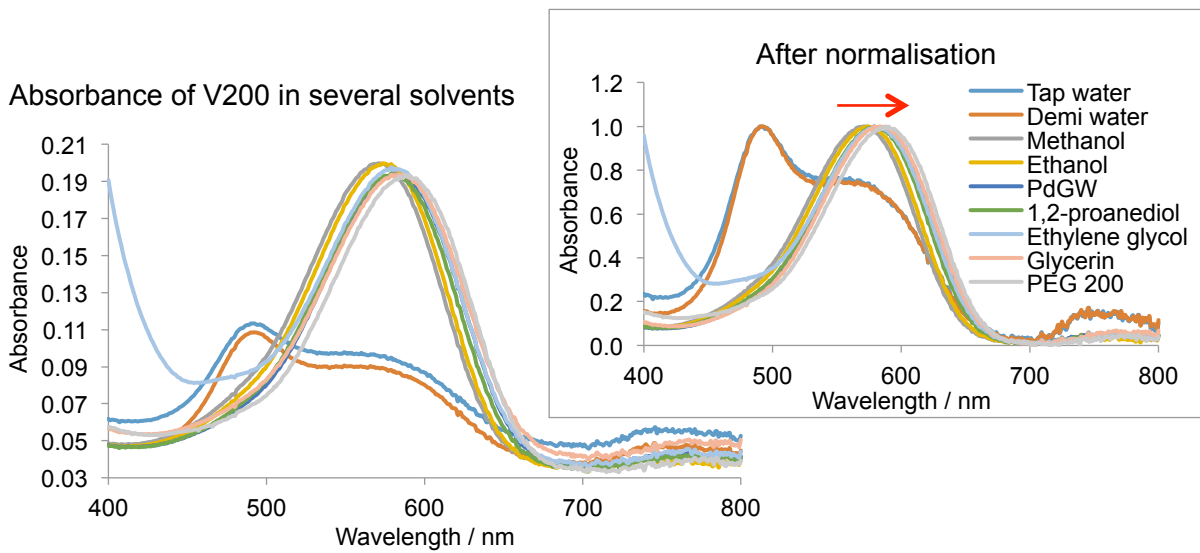 Absorbance of V200 in several solvents
0.21
0.19
0.17
0.15
0.13
0.11
0.09
0.07
0.05
0.03
Absorbance
400 500 600 700 800
Wavelength / nm
After normalisation
1.2
1.0
0.8
0.6
0.4
0.2
0.0
Absorbance
400 500 600 700 800
Wavelength / nm
Tap water
Demi water
Methanol
Ethanol
PdGW
1,2-proanediol
Ethylene glycol
Glycerin
PEG 200